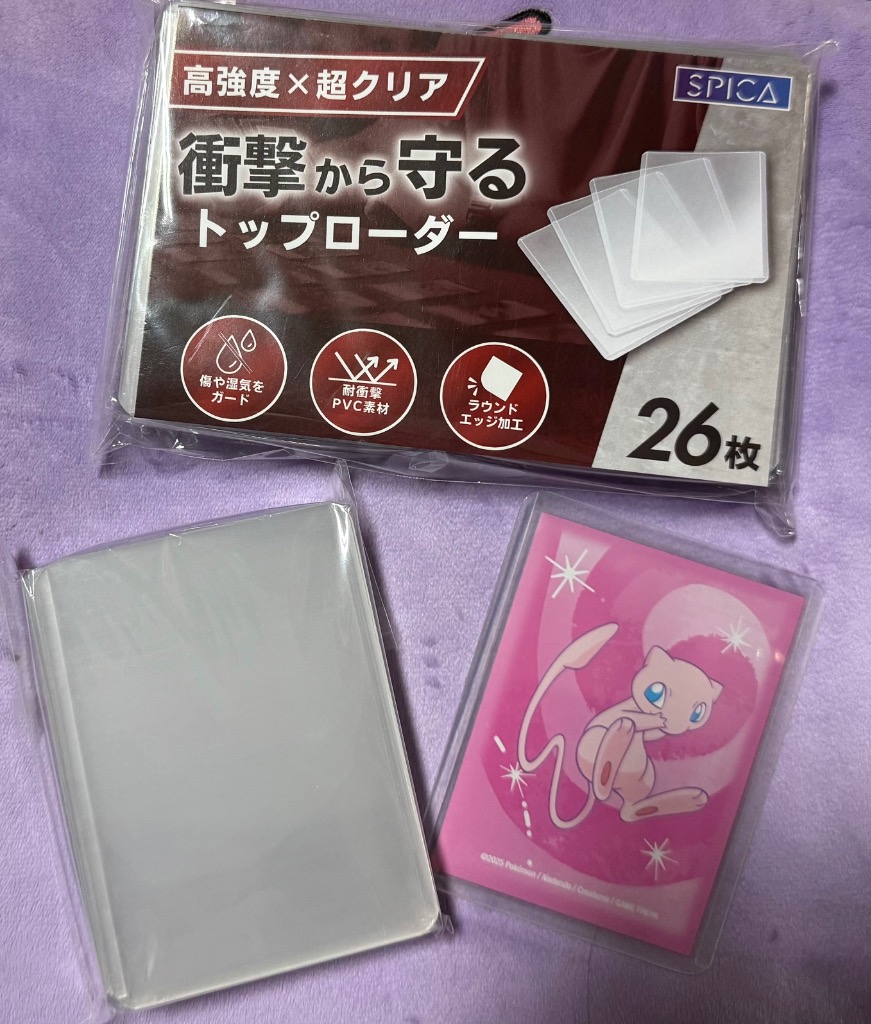 高強度×超クリア
SPICA
衝撃から守る
トップローダー
傷や湿気を
ガード
耐衝撃
PVC素材
ラウンド
エッジ加工
26枚
©2025 Pokémon / Nintendo / Creatures / GAME FREAK